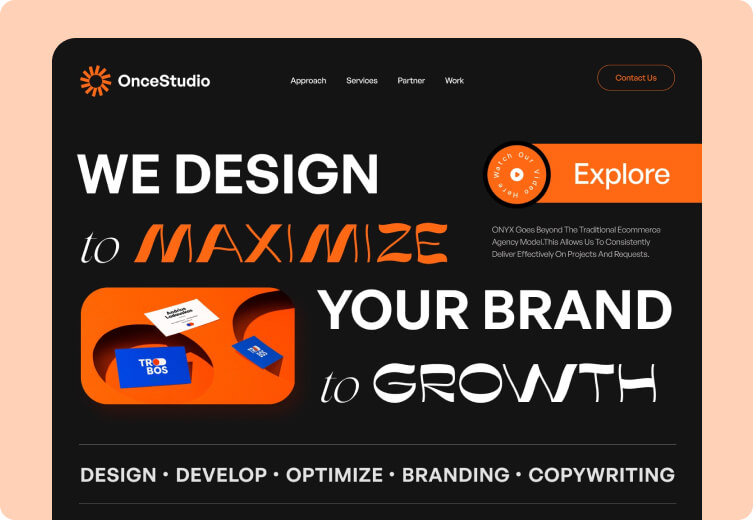 OnceStudio
Approach Services Partner Work
Contact Us
WE DESIGN
Watch Our Video Here
Explore
to MAXIMIZE
ONYX Goes Beyond The Traditional Ecommerce
Agency Model.This Allows Us To Consistently
Deliver Effectively On Projects And Requests.
TRO
BOS
YOUR BRAND
to GROWTH
DESIGN • DEVELOP • OPTIMIZE • BRANDING • COPYWRITING